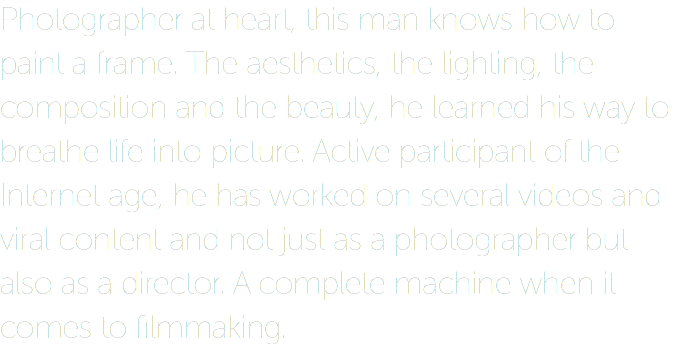 Photographer at heart, this man knows how to
paint a frame. The aesthetics, the lighting, the
composition and the beauty, he learned his way to
breathe life into picture. Active participant of the
Internet age, he has worked on several videos and
viral content and not just as a photographer but
also as a director. A complete machine when it
comes to filmmaking.